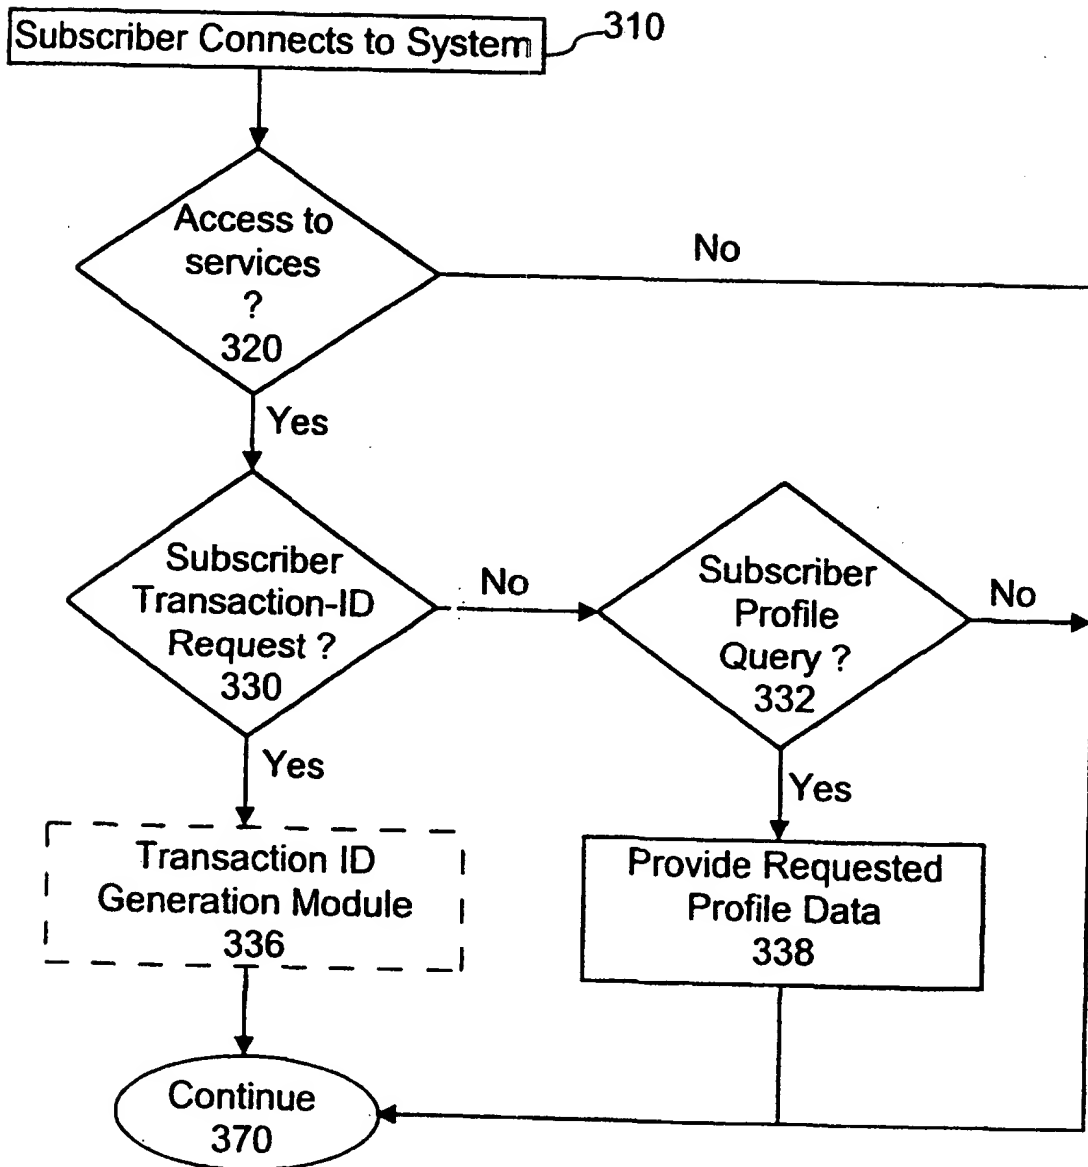 Subscriber Connects to System
310
Access to
services
?
320
No
Yes
Subscriber
Transaction-ID
Request ?
330
No
Subscriber
Profile
Query ?
332
No
Yes
Yes
Transaction ID
Generation Module
336
Provide Requested
Profile Data
338
Continue
370